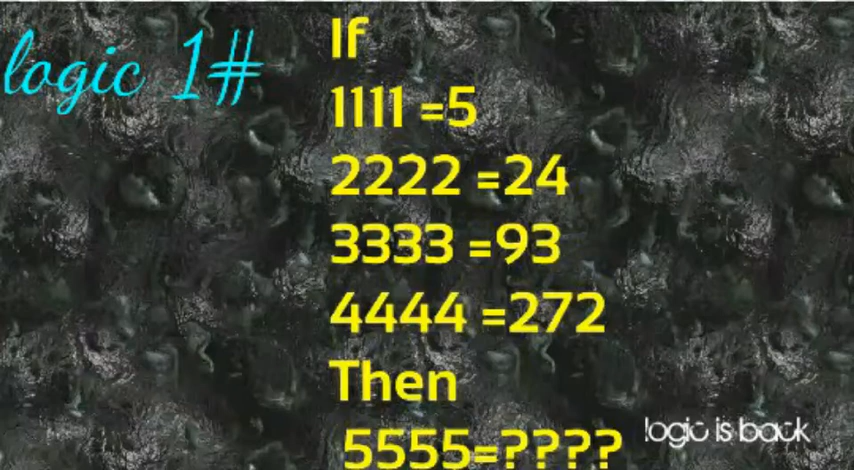 logic 1#
If
1111 =5
2222 =24
3333 =93
4444 =272
Then
5555=????
logic is back